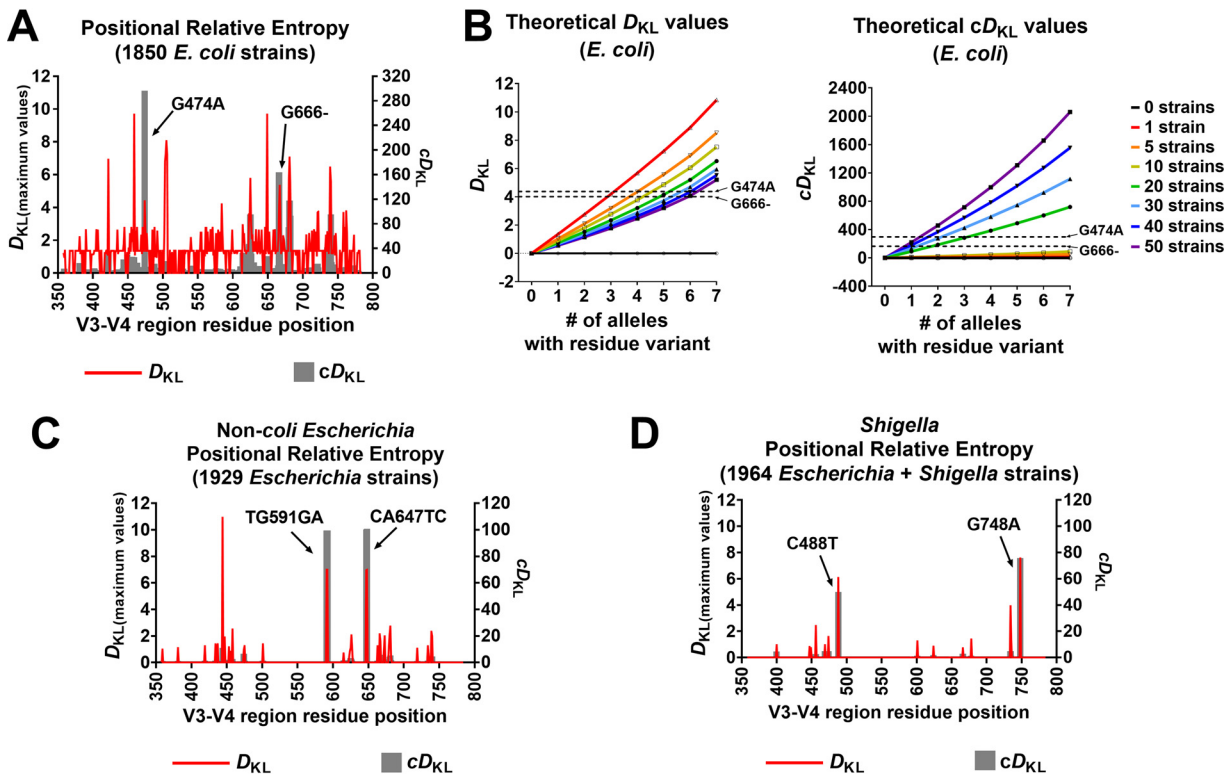 A
Positional Relative Entropy
(1850 E. coli strains)
DKL(maximum values)
12
10
8
6
4
2
0
320
280
240
200
160
120
80
40
0
cDKL
G474A
G666-
350
400
450
500
550
600
650
700
750
800
V3-V4 region residue position
DKL
cDKL
B
Theoretical DKL values
(E. coli)
DKL
12
10
8
6
4
2
0
-2
G474A
G666-
0 1 2 3 4 5 6 7
# of alleles
with residue variant
Theoretical cDKL values
(E. coli)
cDKL
2400
2000
1600
1200
800
400
0
-400
G474A
G666-
0 1 2 3 4 5 6 7
# of alleles
with residue variant
0 strains
1 strain
5 strains
10 strains
20 strains
30 strains
40 strains
50 strains
C
Non-coli Escherichia
Positional Relative Entropy
(1929 Escherichia strains)
DKL(maximum values)
12
10
8
6
4
2
0
120
100
80
60
40
20
0
cDKL
TG591GA
CA647TC
350
400
450
500
550
600
650
700
750
800
V3-V4 region residue position
DKL
cDKL
D
Shigella
Positional Relative Entropy
(1964 Escherichia + Shigella strains)
DKL(maximum values)
12
10
8
6
4
2
0
120
100
80
60
40
20
0
cDKL
C488T
G748A
350
400
450
500
550
600
650
700
750
800
V3-V4 region residue position
DKL
cDKL